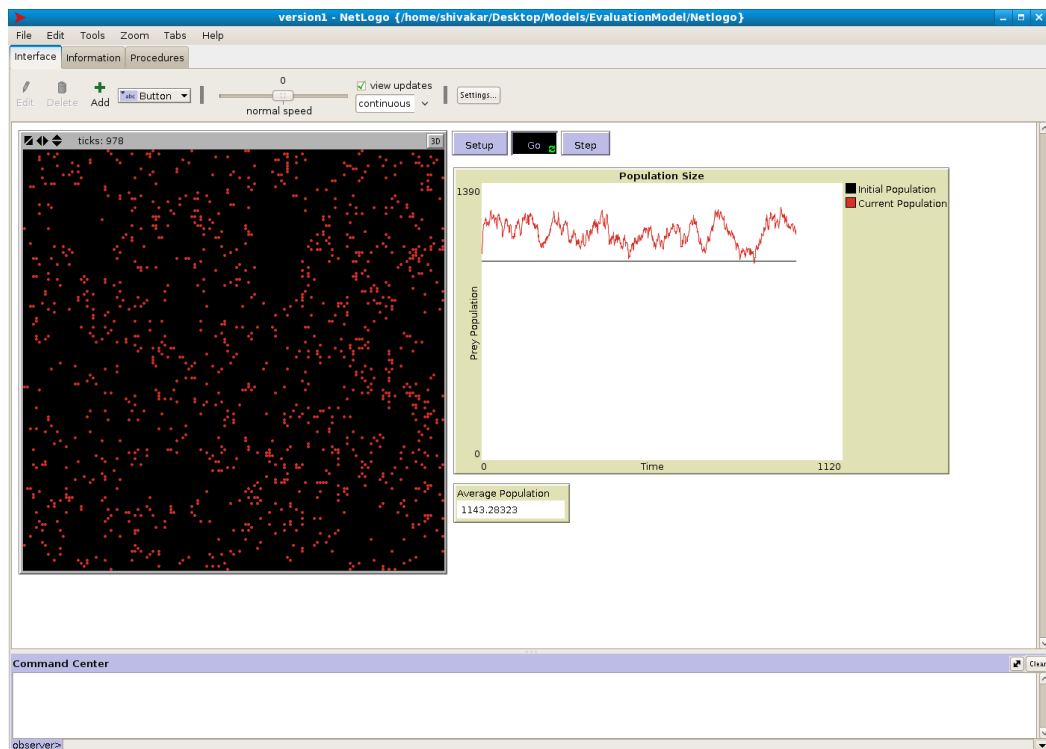 version1 - NetLogo {/home/shivakar/Desktop/Models/EvaluationModel/Netlogo}
File Edit Tools Zoom Tabs Help
Interface Information Procedures
Edit Delete Add abc Button 0 normal speed view updates continuous Settings...
ticks: 978 3D
Setup Go Step
Population Size
1390
Prey Population
0
0 Time 1120
Initial Population
Current Population
Average Population
1143.28323
Command Center Clear
observer>